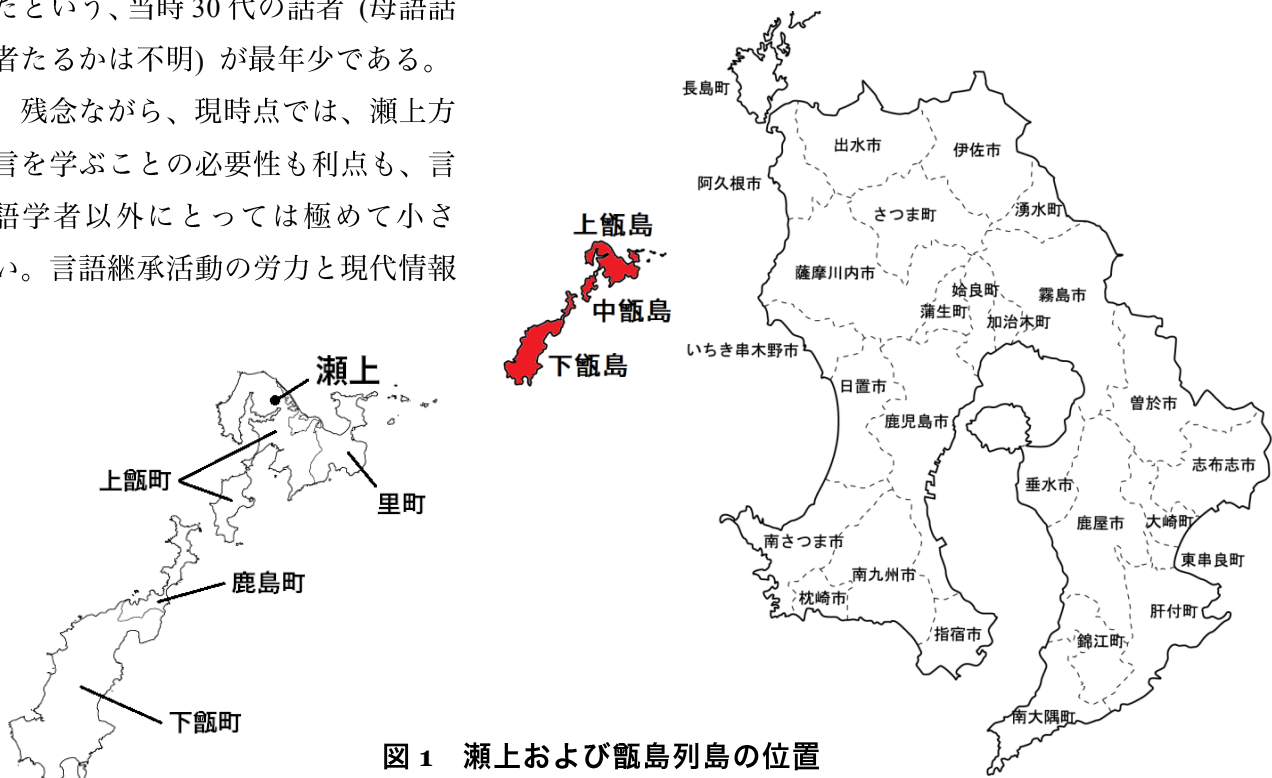 たという、当時 30 代の話者 (母語話
者たるかは不明) が最年少である。
残念ながら、現時点では、瀬上方
言を学ぶことの必要性も利点も、言
語学者以外にとっては極めて小さ
い。言語継承活動の労力と現代情報
瀬上
上甑町
里町
鹿島町
下甑町
上甑島
中甑島
下甑島
長島町
出水市
伊佐市
阿久根市
さつま町
湧水町
薩摩川内市
姶良町
霧島市
蒲生町
加治木町
いちき串木野市
日置市
曽於市
鹿児島市
志布志市
垂水市
鹿屋市
大崎町
南さつま市
東串良町
南九州市
枕崎市
肝付町
指宿市
錦江町
南大隅町
図 1 瀬上および甑島列島の位置